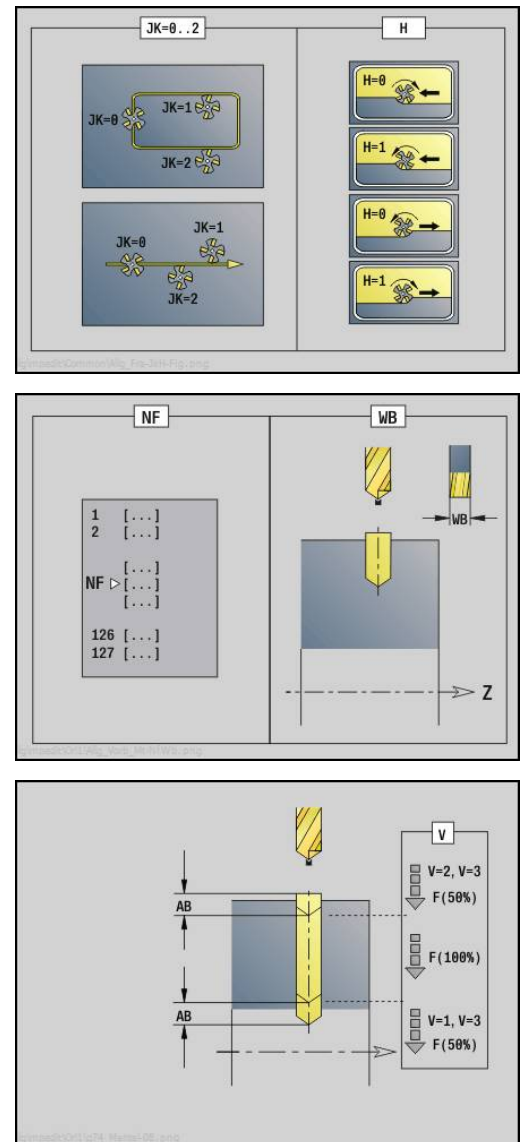 JK=0..2
H
JK=0
JK=1
JK=2
JK=0
JK=1
JK=2
H=0
H=1
H=0
H=1
NF
WB
1 [...]
2 [...]
[...]
NF [...]
[...]
126 [...]
127 [...]
WB
Z
V
AB
V=2, V=3
F(50%)
F(100%)
AB
V=1, V=3
F(50%)